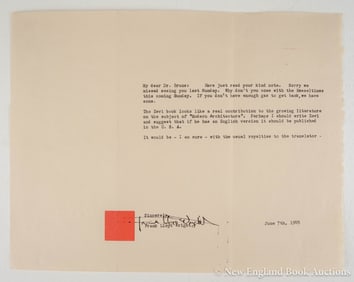 My Dear Dr. Bruno:     Have just read your kind note.  Sorry we
missed seeing you last Sunday.  Why don't you come with the
this coming Sunday.  If you don't have enough gas to get back, we have
some.
The Zevi book looks like a real contribution to the growing literature
on the subject of "Modern Architecture".  Perhaps I should write Zevi
and suggest that if he has an English version it should be published
in the U. S. A.
It would be - I am sure - with the usual royalties to the translator -
Sincerely,
Frank Lloyd Wright
June 7th, 1955
© New England Book Auctions